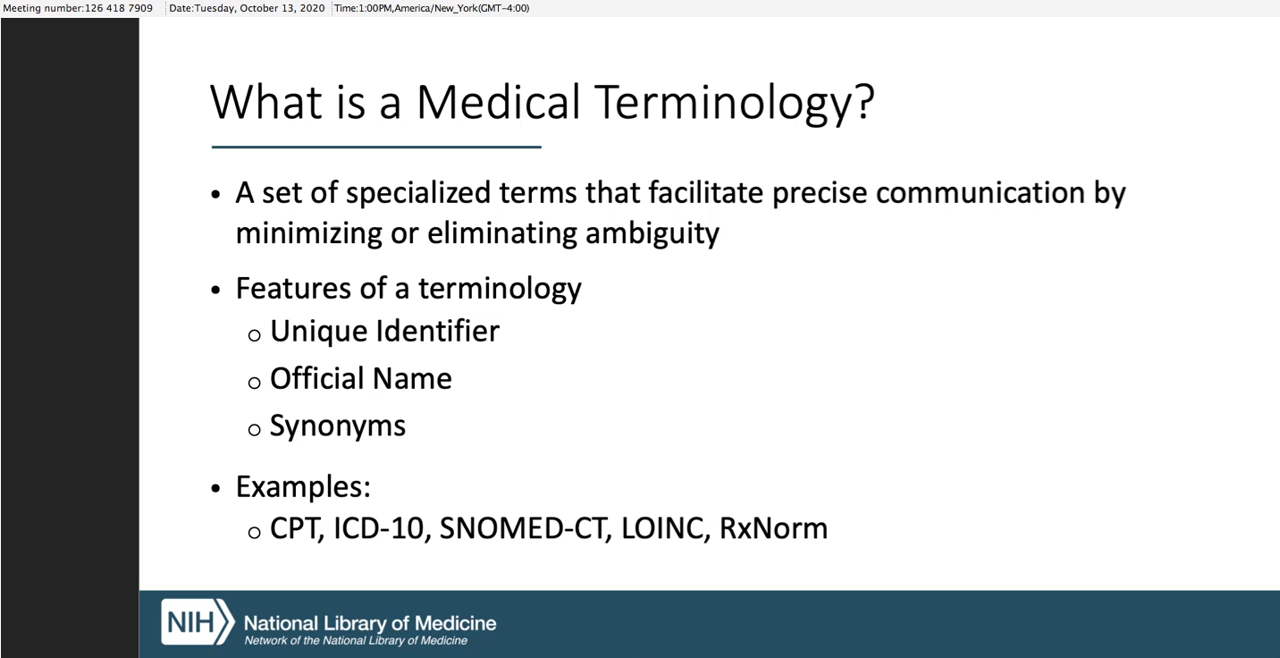 Meeting number:126 418 7909 Date:Tuesday, October 13, 2020 Time:1:00PM,America/New_York(GMT-4:00)
What is a Medical Terminology?
• A set of specialized terms that facilitate precise communication by
minimizing or eliminating ambiguity
• Features of a terminology
o Unique Identifier
o Official Name
o Synonyms
• Examples:
o CPT, ICD-10, SNOMED-CT, LOINC, RxNorm
NIH National Library of Medicine
Network of the National Library of Medicine